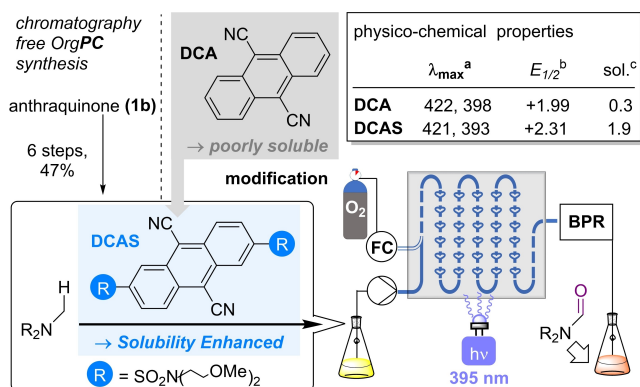 chromatography
free OrgPC
synthesis
anthraquinone (1b)
6 steps,
47%
CN
DCA
CN
→ poorly soluble
modification
physico-chemical properties
λmaxᵃ E1/2ᵇ sol.ᶜ
DCA 422, 398 +1.99 0.3
DCAS 421, 393 +2.31 1.9
DCAS
CN
R
R
CN
H
R₂N
→ Solubility Enhanced
R = SO₂N(⁀OMe)₂
O₂
FC
BPR
hν
395 nm
O
R₂N
H